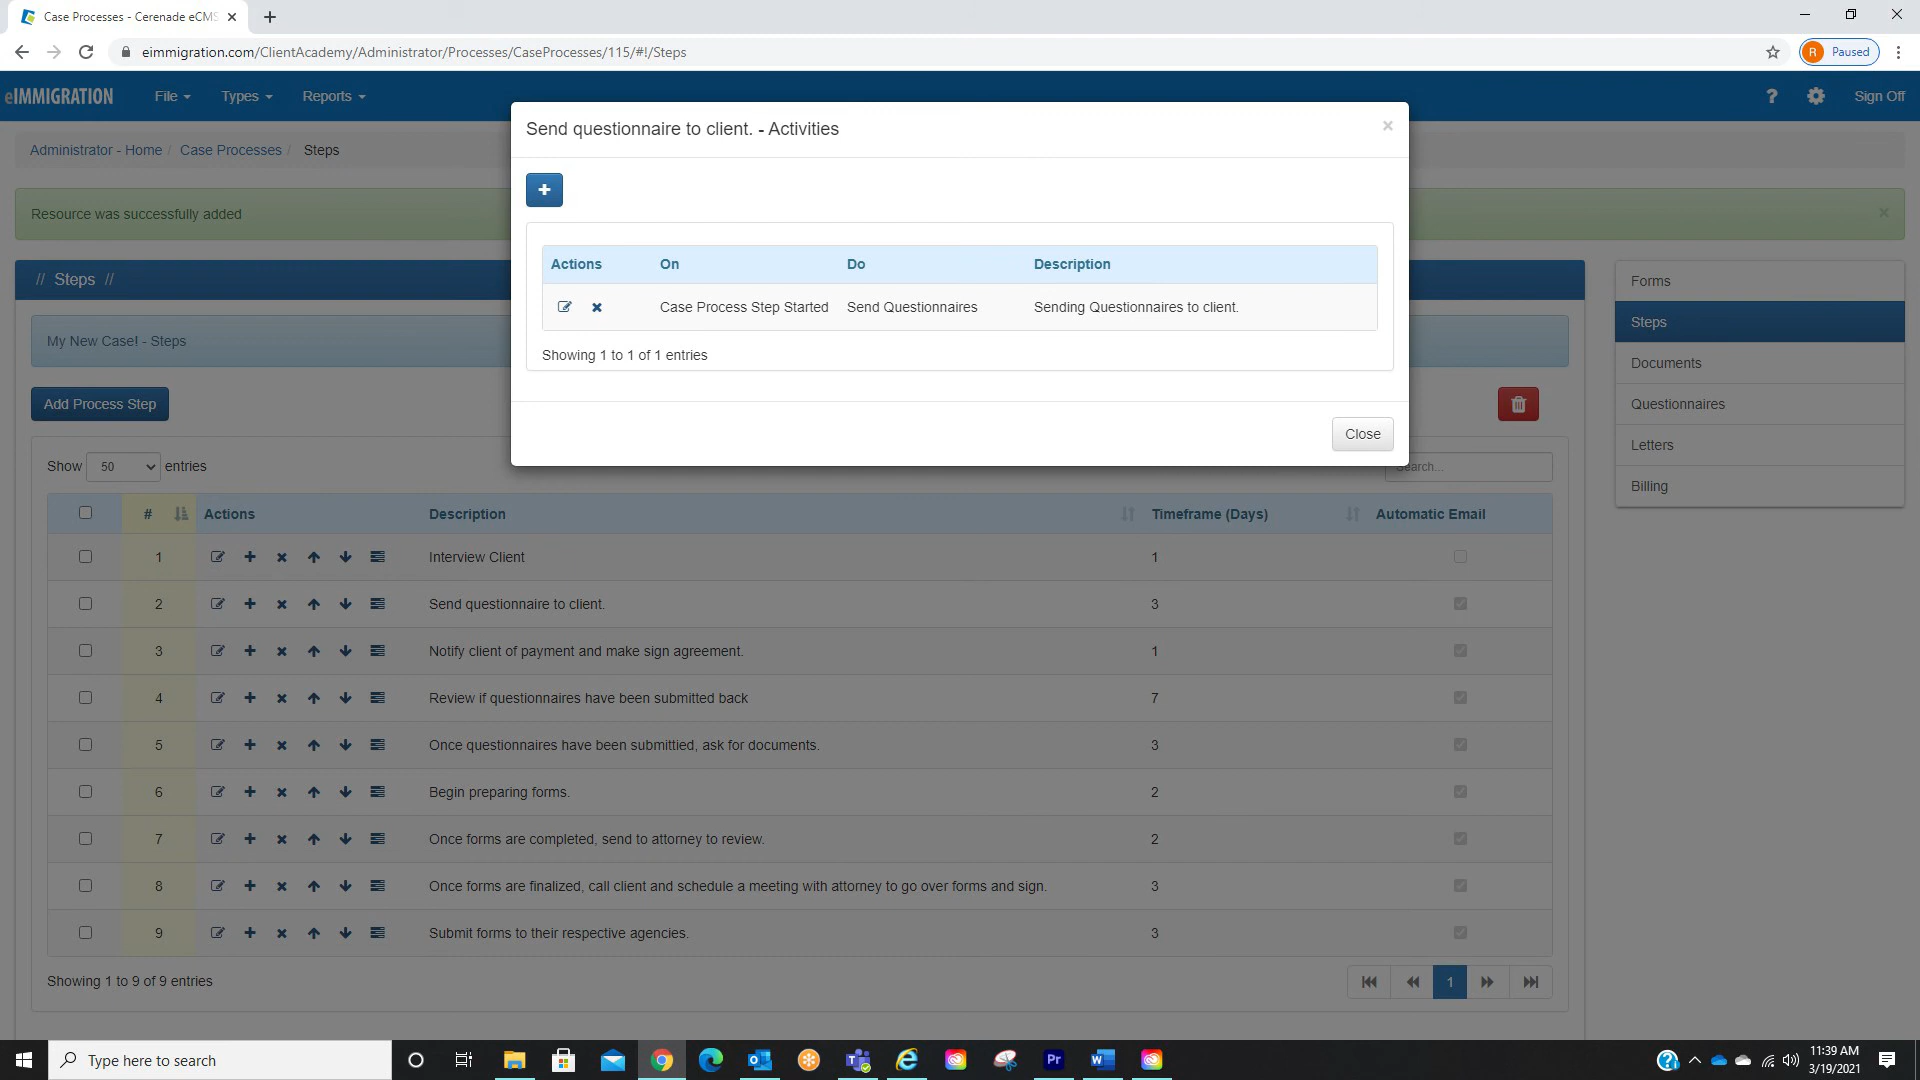 Case Processes - Cerenade eCMS
eimmigration.com/ClientAcademy/Administrator/Processes/CaseProcesses/115/#!/Steps
R Paused
eIMMIGRATION File Types Reports ? Sign Off
Send questionnaire to client. - Activities
Administrator - Home / Case Processes / Steps
Resource was successfully added
Actions On Do Description
Case Process Step Started Send Questionnaires Sending Questionnaires to client.
Showing 1 to 1 of 1 entries
Close
// Steps //
My New Case! - Steps
Add Process Step
Forms
Steps
Documents
Questionnaires
Letters
Billing
Show 50 entries
Search...
# Actions Description Timeframe (Days) Automatic Email
1 Interview Client 1
2 Send questionnaire to client. 3
3 Notify client of payment and make sign agreement. 1
4 Review if questionnaires have been submitted back 7
5 Once questionnaires have been submittied, ask for documents. 3
6 Begin preparing forms. 2
7 Once forms are completed, send to attorney to review. 2
8 Once forms are finalized, call client and schedule a meeting with attorney to go over forms and sign. 3
9 Submit forms to their respective agencies. 3
Showing 1 to 9 of 9 entries
1
Type here to search
Pr
11:39 AM
3/19/2021